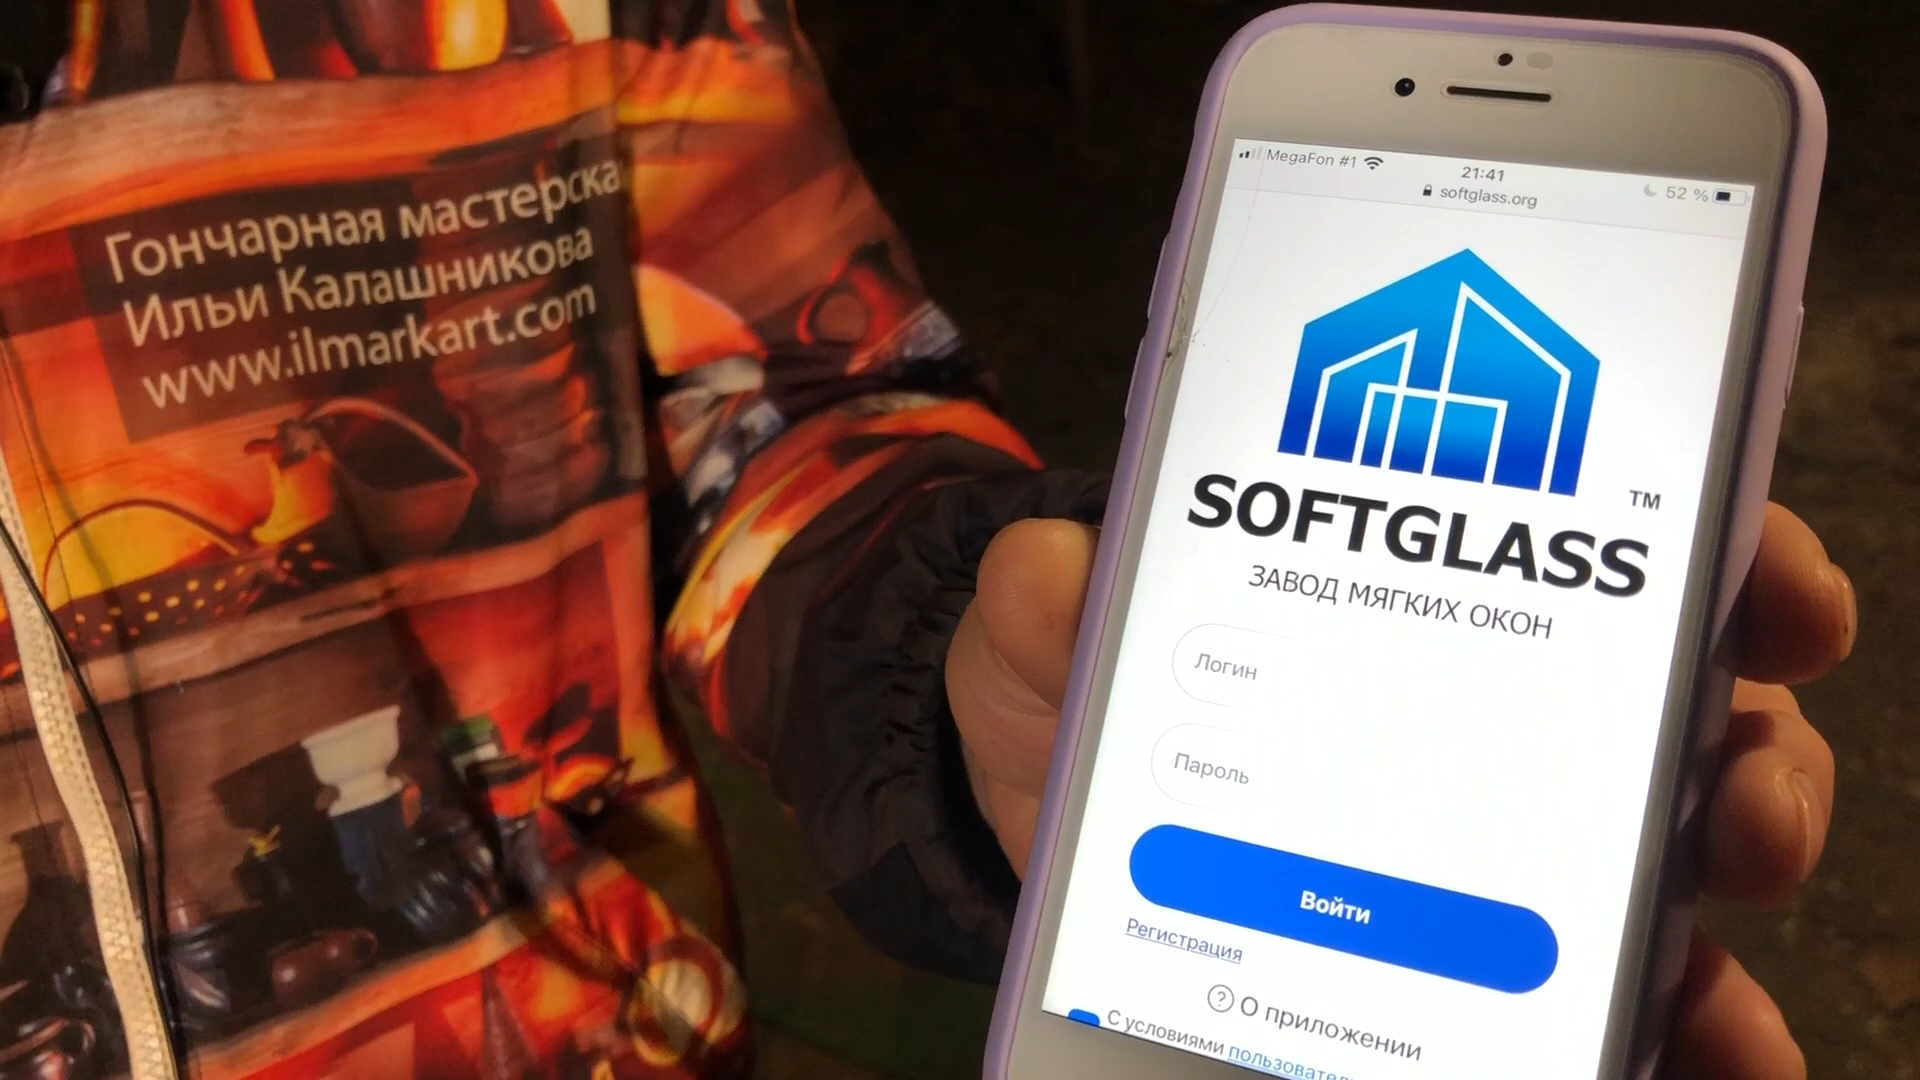 Гончарная мастерска
Ильи Калашникова
www.ilmarkart.com
MegaFon #1
21:41
52 %
softglass.org
TM
SOFTGLASS
ЗАВОД МЯГКИХ ОКОН
Логин
Пароль
Войти
Регистрация
? О приложении
С условиями пользовател